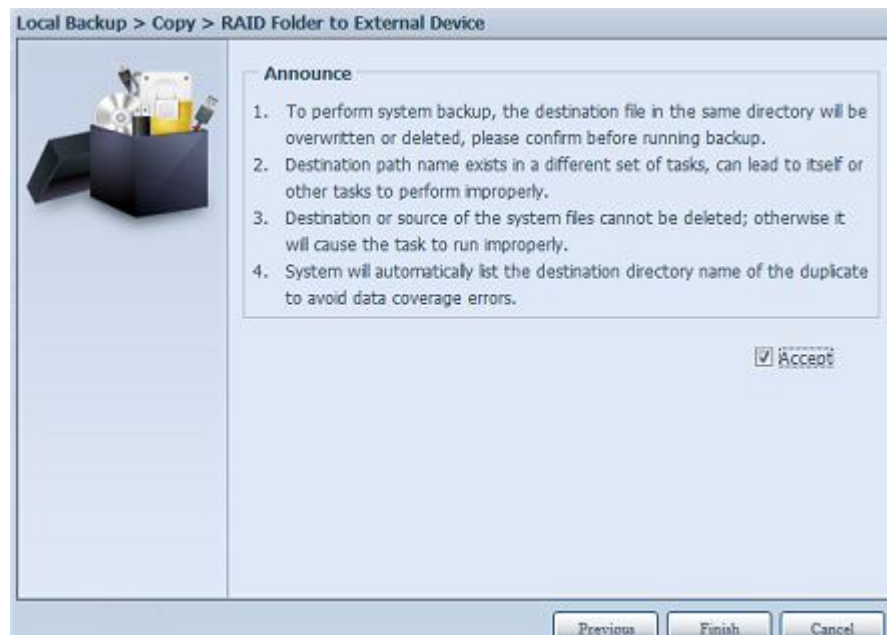 Local Backup > Copy > RAID Folder to External Device
Announce
1. To perform system backup, the destination file in the same directory will be
overwritten or deleted, please confirm before running backup.
2. Destination path name exists in a different set of tasks, can lead to itself or
other tasks to perform improperly.
3. Destination or source of the system files cannot be deleted; otherwise it
will cause the task to run improperly.
4. System will automatically list the destination directory name of the duplicate
to avoid data coverage errors.
Accept
Previous Finish Cancel